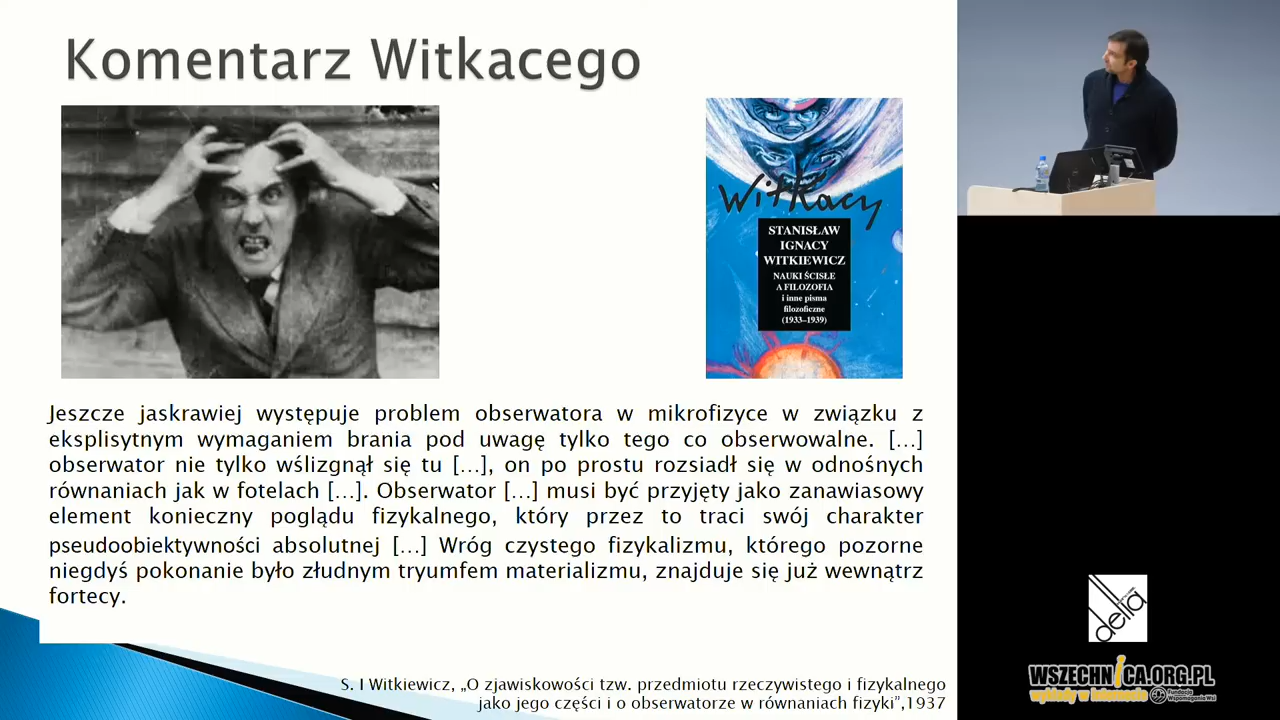 Komentarz Witkacego
Witkacy
STANISŁAW
IGNACY
WITKIEWICZ
NAUKI ŚCISŁE
A FILOZOFIA
i inne pisma
filozoficzne
(1933–1939)
Jeszcze jaskrawiej występuje problem obserwatora w mikrofizyce w związku z
eksplisytnym wymaganiem brania pod uwagę tylko tego co obserwowalne. […]
obserwator nie tylko wślizgnął się tu […], on po prostu rozsiadł się w odnośnych
równaniach jak w fotelach […]. Obserwator […] musi być przyjęty jako zanawiasowy
element konieczny poglądu fizykalnego, który przez to traci swój charakter
pseudoobiektywności absolutnej […] Wróg czystego fizykalizmu, którego pozorne
niegdyś pokonanie było złudnym tryumfem materializmu, znajduje się już wewnątrz
fortecy.
S. I Witkiewicz, „O zjawiskowości tzw. przedmiotu rzeczywistego i fizykalnego
jako jego części i o obserwatorze w równaniach fizyki”,1937
delta
WSZECHNICA.ORG.PL
wykłady w internecie
Fundacja
Wspomagania Wsi